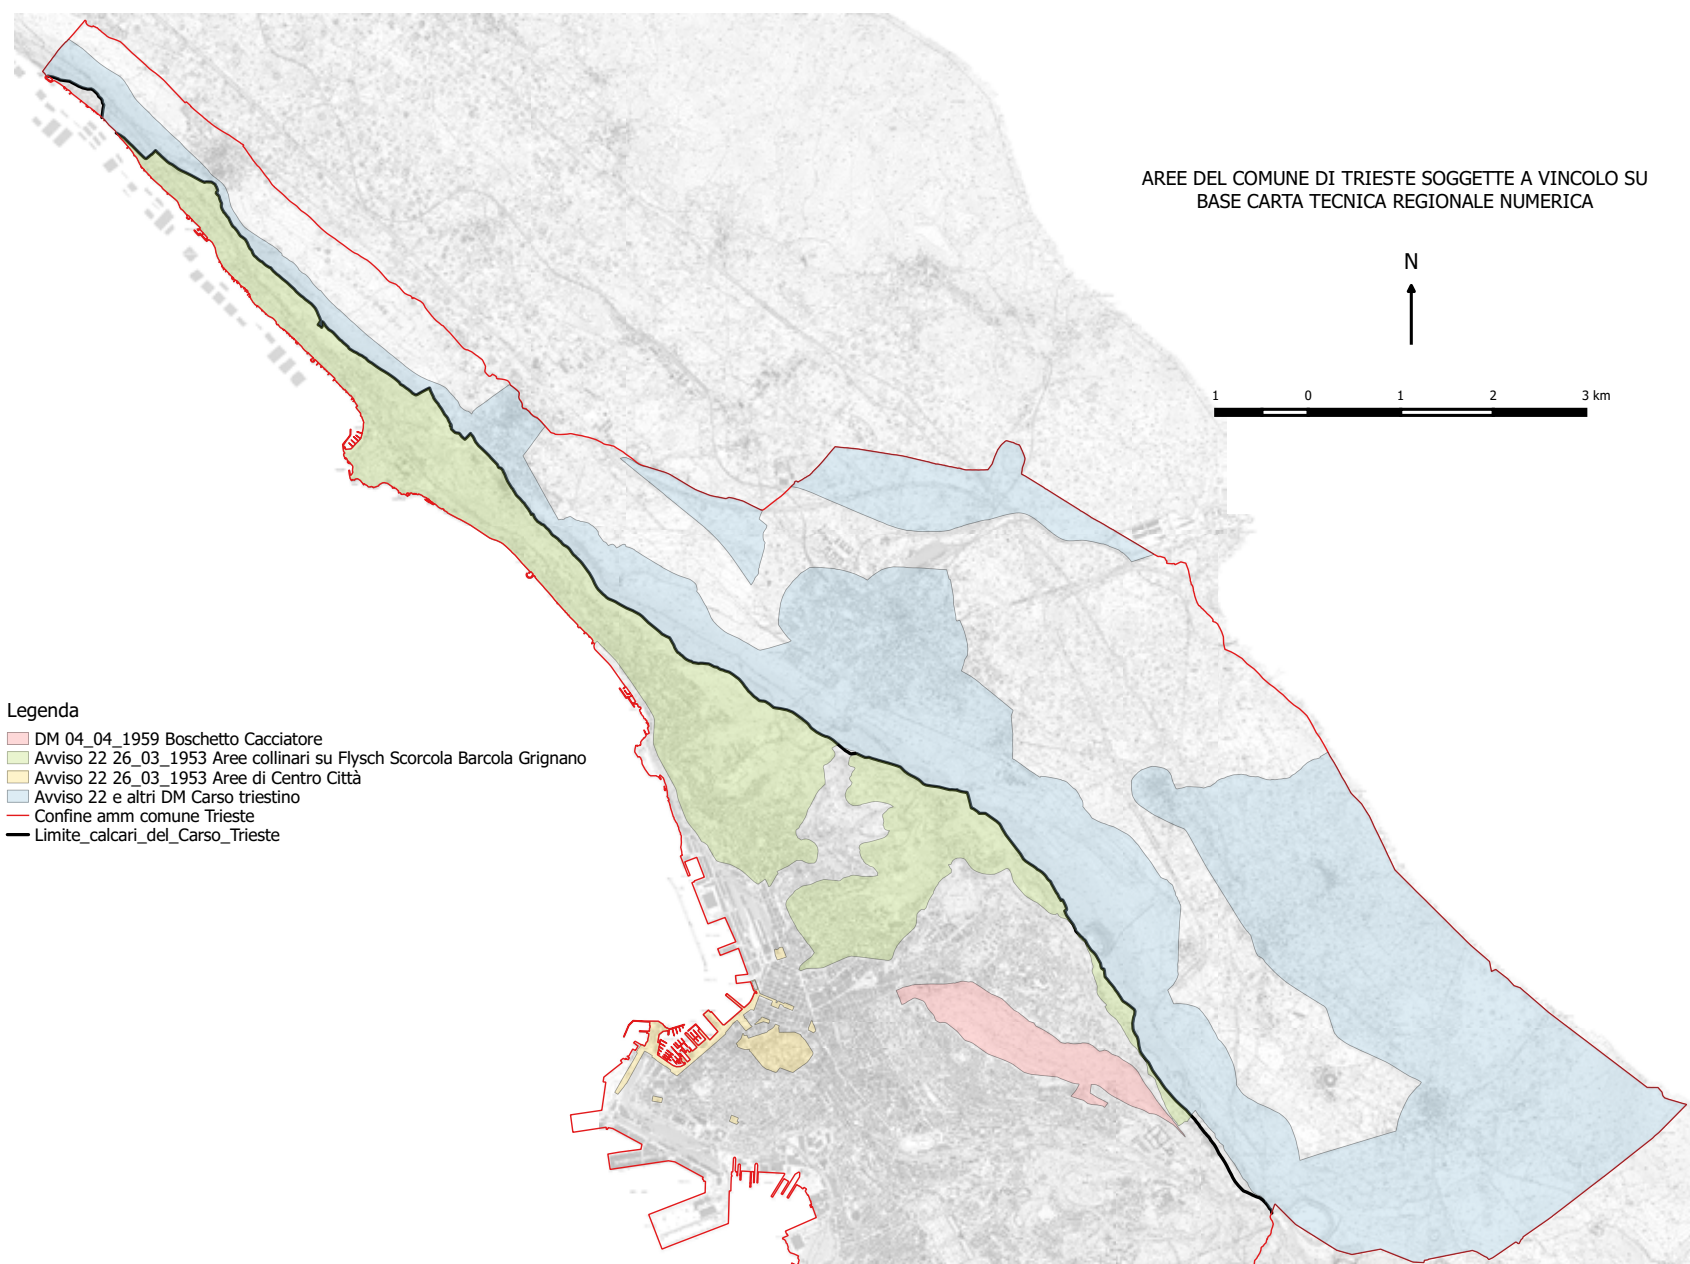 AREE DEL COMUNE DI TRIESTE SOGGETTE A VINCOLO SU
BASE CARTA TECNICA REGIONALE NUMERICA
N
1 0 1 2 3 km
Legenda
DM 04_04_1959 Boschetto Cacciatore
Avviso 22 26_03_1953 Aree collinari su Flysch Scorcola Barcola Grignano
Avviso 22 26_03_1953 Aree di Centro Città
Avviso 22 e altri DM Carso triestino
Confine amm comune Trieste
Limite_calcari_del_Carso_Trieste